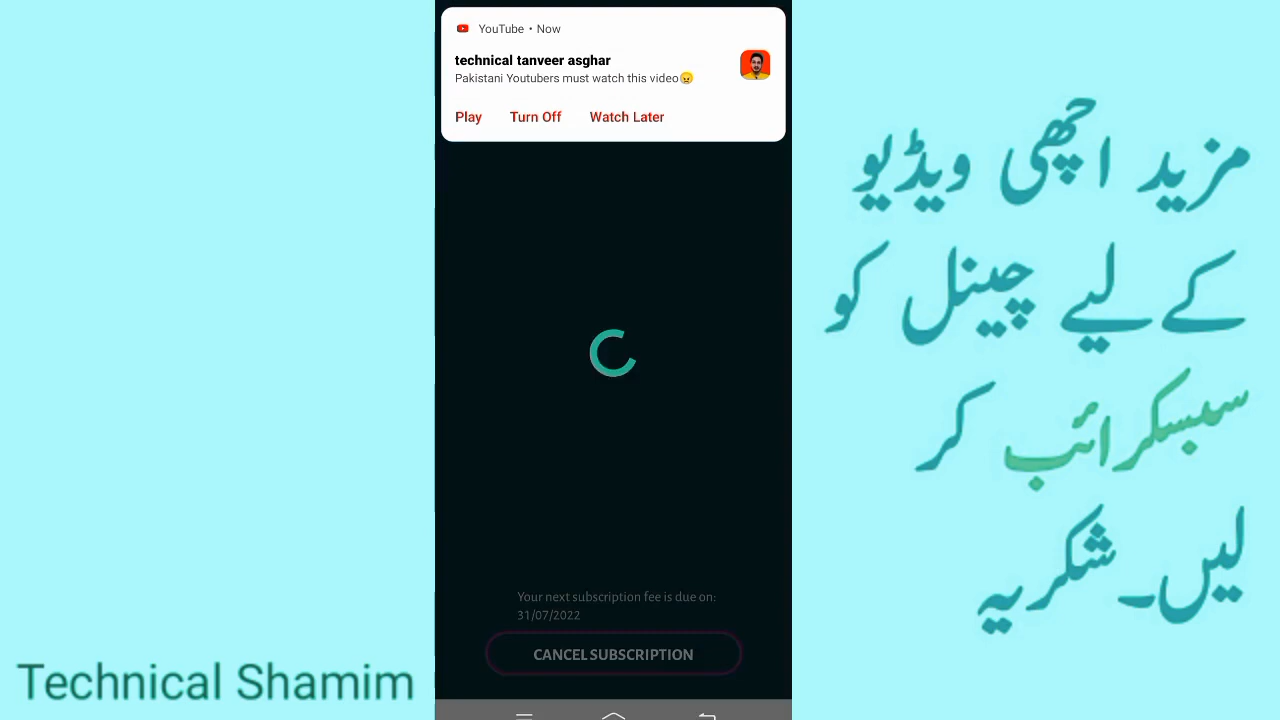 YouTube • Now
technical tanveer asghar
Pakistani Youtubers must watch this video😠
Play Turn Off Watch Later
Your next subscription fee is due on:
31/07/2022
CANCEL SUBSCRIPTION
مزید اچھی ویڈیو
کے لیے چینل کو
سبسکرائب کر
لیں۔ شکریہ
Technical Shamim